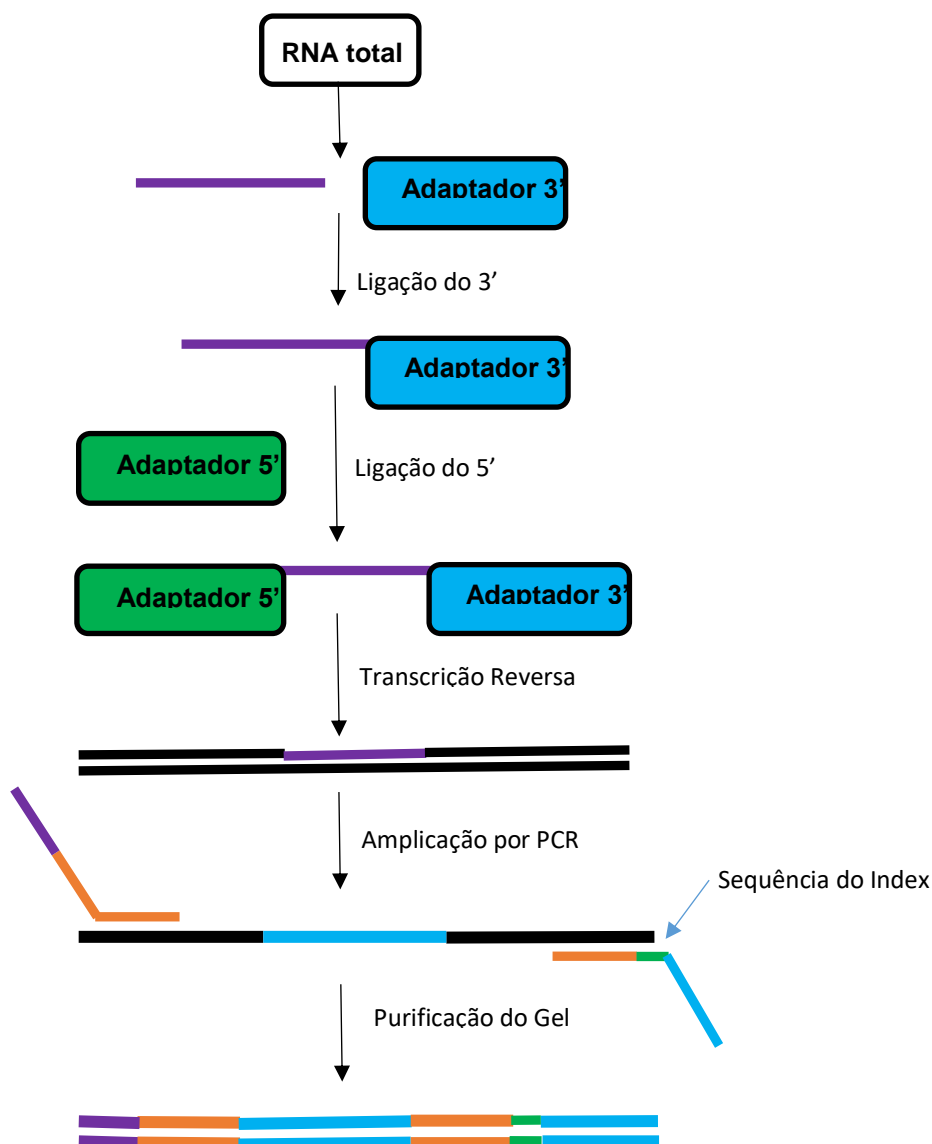 RNA total
Adaptador 3'
Ligação do 3'
Adaptador 3'
Adaptador 5'
Ligação do 5'
Adaptador 5'
Adaptador 3'
Transcrição Reversa
Amplicação por PCR
Sequência do Index
Purificação do Gel